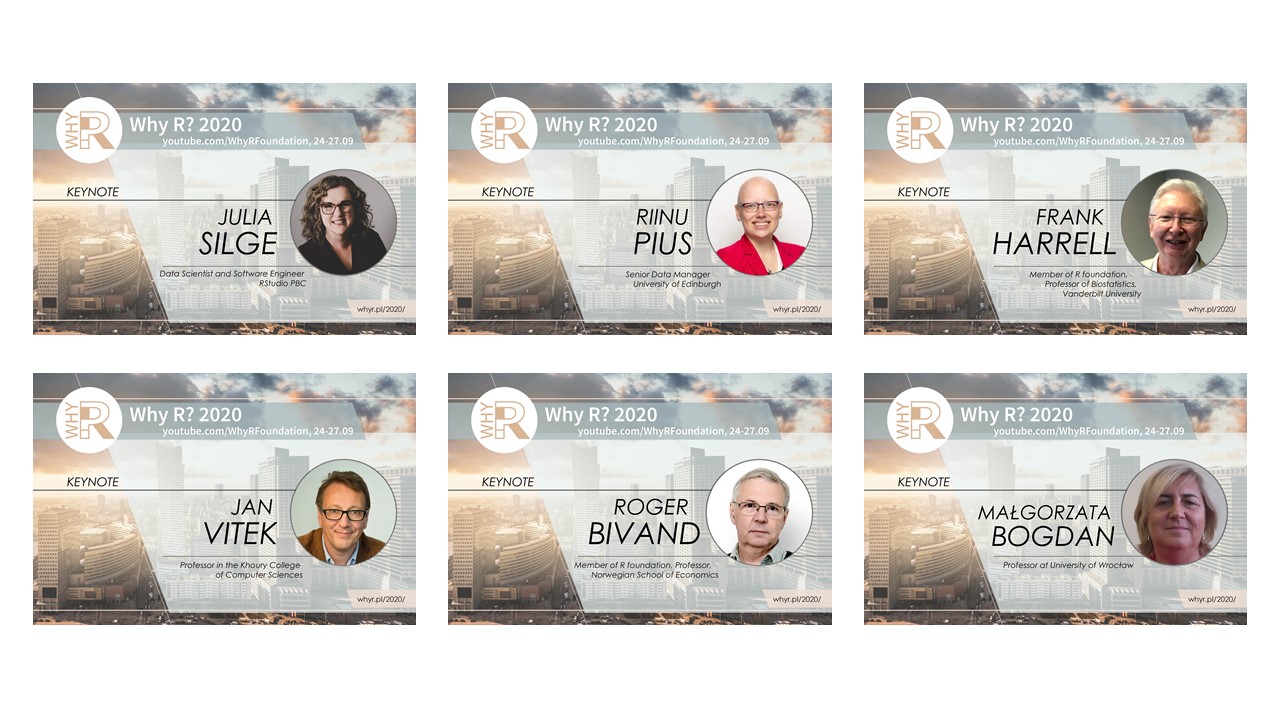 WHY R
Why R? 2020
youtube.com/WhyRFoundation, 24-27.09
KEYNOTE
JULIA
SILGE
Data Scientist and Software Engineer
RStudio PBC
whyr.pl/2020/
WHY R
Why R? 2020
youtube.com/WhyRFoundation, 24-27.09
KEYNOTE
RIINU
PIUS
Senior Data Manager
University of Edinburgh
whyr.pl/2020/
WHY R
Why R? 2020
youtube.com/WhyRFoundation, 24-27.09
KEYNOTE
FRANK
HARRELL
Member of R foundation,
Professor of Biostatistics,
Vanderbilt University
whyr.pl/2020/
WHY R
Why R? 2020
youtube.com/WhyRFoundation, 24-27.09
KEYNOTE
JAN
VITEK
Professor in the Khoury College
of Computer Sciences
whyr.pl/2020/
WHY R
Why R? 2020
youtube.com/WhyRFoundation, 24-27.09
KEYNOTE
ROGER
BIVAND
Member of R foundation, Professor,
Norwegian School of Economics
whyr.pl/2020/
WHY R
Why R? 2020
youtube.com/WhyRFoundation, 24-27.09
KEYNOTE
MAŁGORZATA
BOGDAN
Professor at University of Wrocław
whyr.pl/2020/